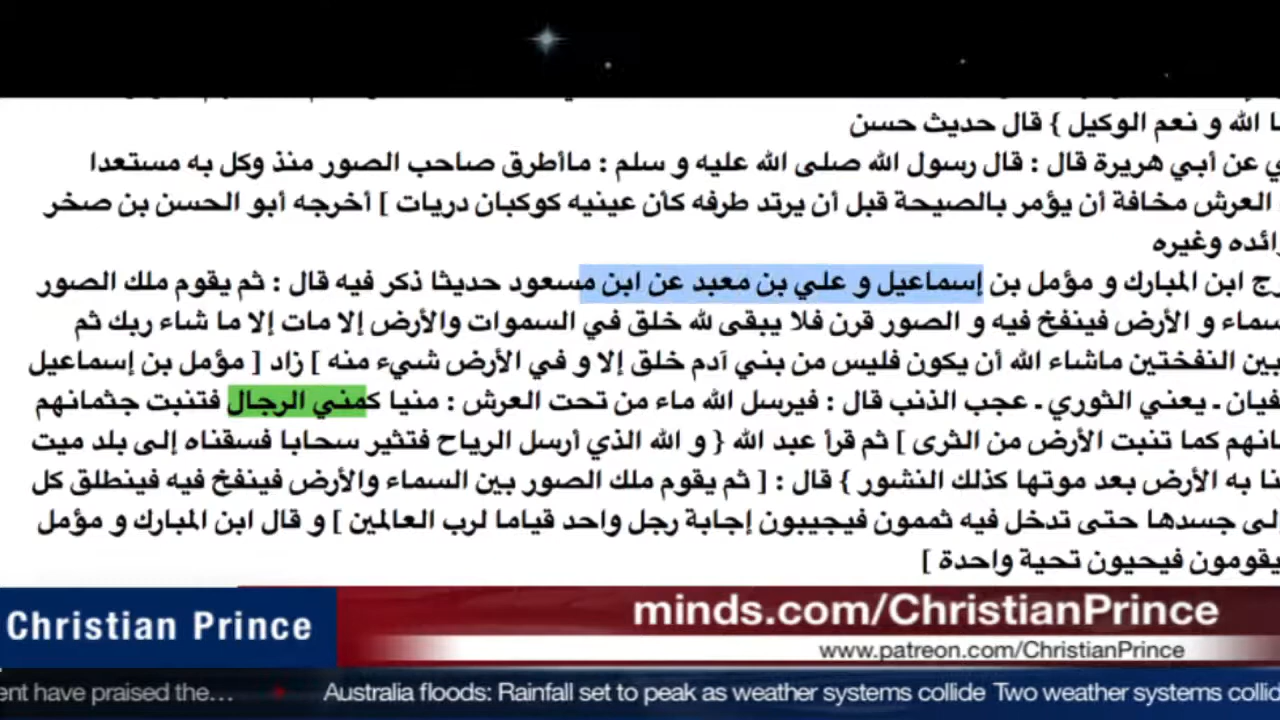 ا الله و نعم الوكيل } قال حديث حسن
ي عن أبي هريرة قال : قال رسول الله صلى الله عليه و سلم : ماأطرق صاحب الصور منذ وكل به مستعدا
العرش مخافة أن يؤمر بالصيحة قبل أن يرتد طرفه كأن عينيه كوكبان دريات ] أخرجه أبو الحسن بن صخر
ائده وغيره
رج ابن المبارك و مؤمل بن إسماعيل و علي بن معبد عن ابن مسعود حديثا ذكر فيه قال : ثم يقوم ملك الصور
سماء و الأرض فينفخ فيه و الصور قرن فلا يبقى لله خلق في السموات والأرض إلا مات إلا ما شاء ربك ثم
بين النفختين ماشاء الله أن يكون فليس من بني آدم خلق إلا و في الأرض شيء منه ] زاد [ مؤمل بن إسماعيل
فيان ـ يعني الثوري ـ عجب الذنب قال : فيرسل الله ماء من تحت العرش : منيا كمني الرجال فتنبت جثمانهم
انهم كما تنبت الأرض من الثرى ] ثم قرأ عبد الله { و الله الذي أرسل الرياح فتثير سحابا فسقناه إلى بلد ميت
نا به الأرض بعد موتها كذلك النشور } قال : [ ثم يقوم ملك الصور بين السماء والأرض فينفخ فيه فينطلق كل
لى جسدها حتى تدخل فيه ثممون فيجيبون إجابة رجل واحد قياما لرب العالمين ] و قال ابن المبارك و مؤمل
يقومون فيحيون تحية واحدة ]
Christian Prince
minds.com/ChristianPrince
www.patreon.com/ChristianPrince
ent have praised the… Australia floods: Rainfall set to peak as weather systems collide Two weather systems collid